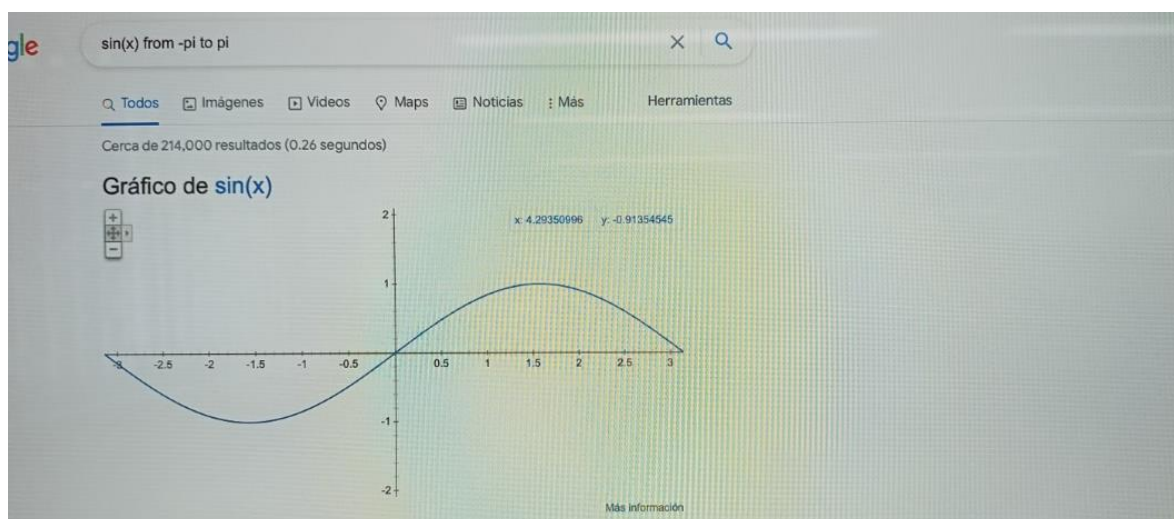 gle
sin(x) from -pi to pi
Todos Imágenes Videos Maps Noticias Más Herramientas
Cerca de 214,000 resultados (0.26 segundos)
Gráfico de sin(x)
x: 4.29350996 y: -0.91354545
2
1
-3 -2.5 -2 -1.5 -1 -0.5 0.5 1 1.5 2 2.5 3
-1
-2
Más información